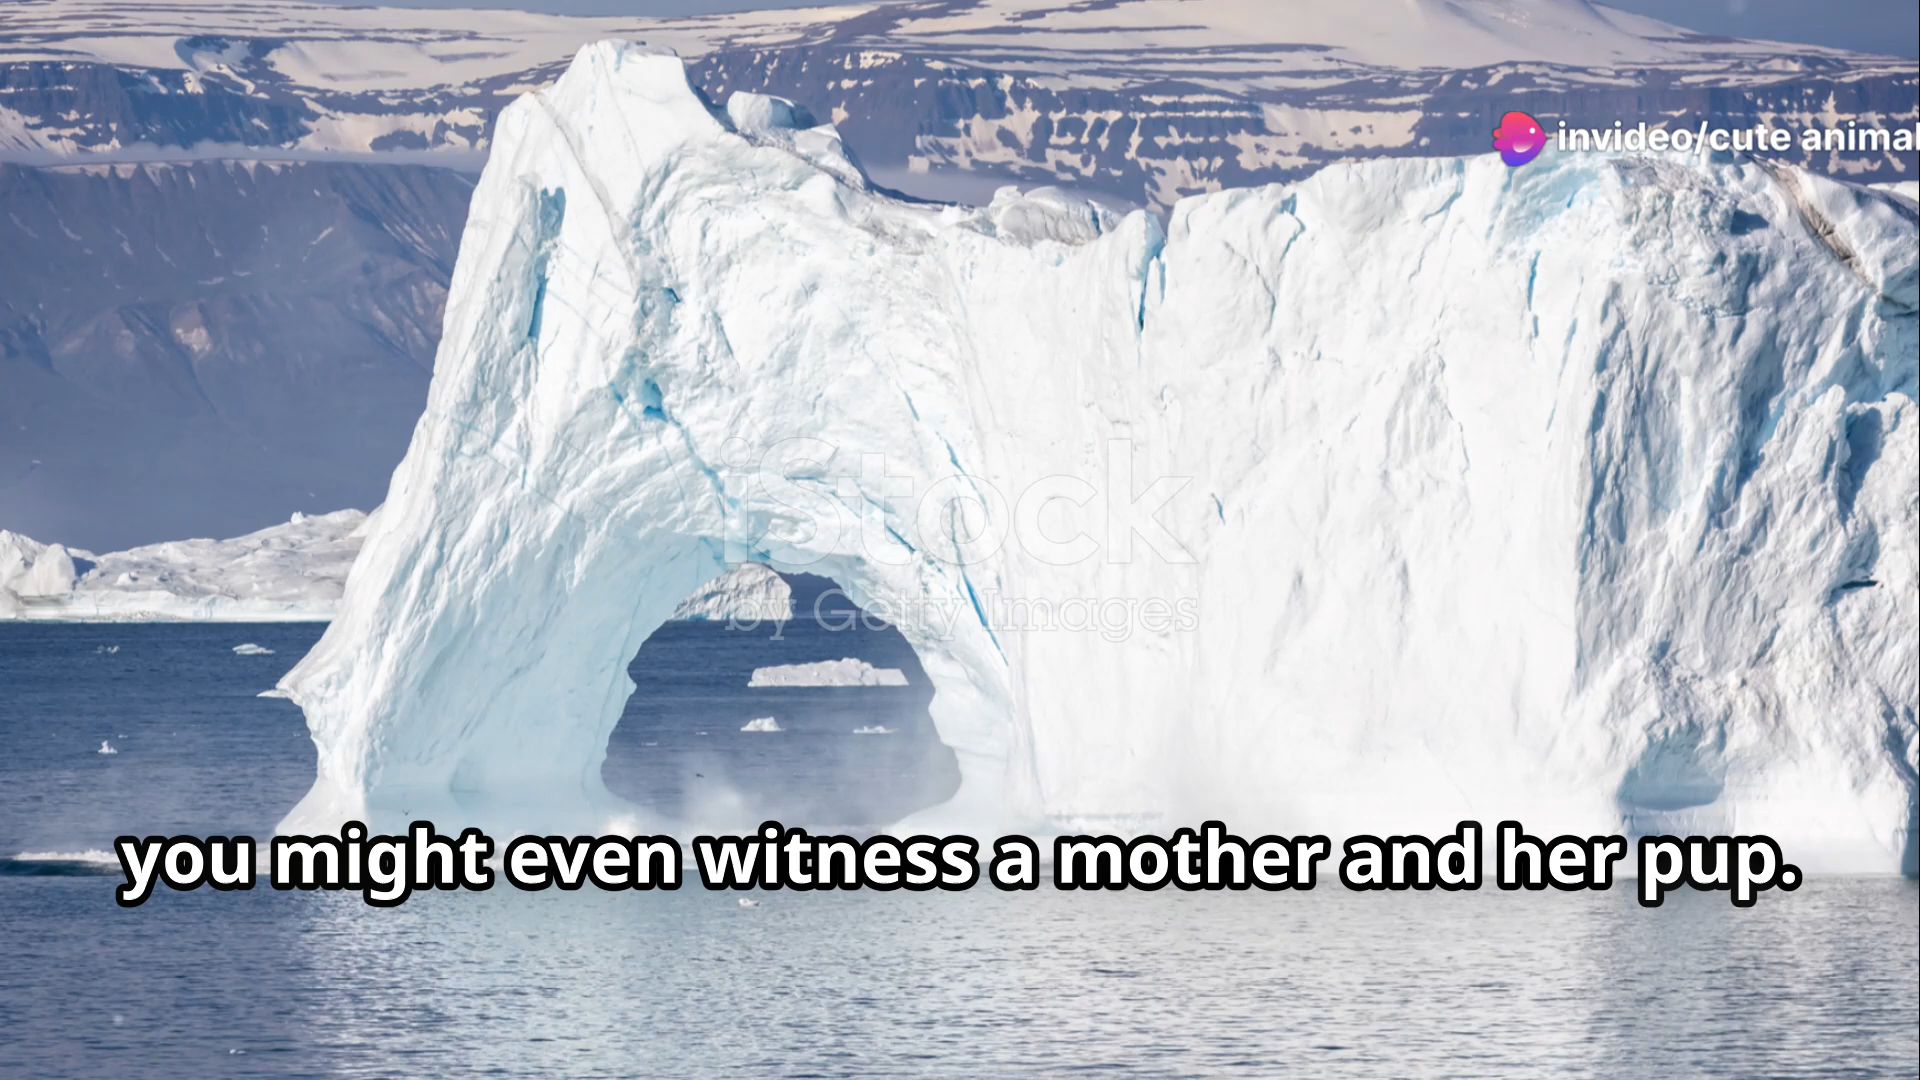 invideo/cute animal
iStock
by Getty Images
you might even witness a mother and her pup.